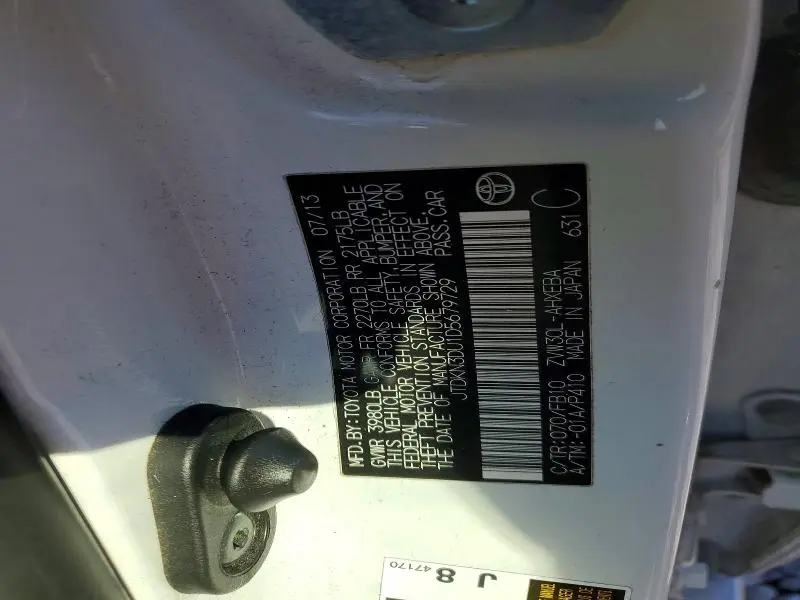 MFD. BY: TOYOTA MOTOR CORPORATION 07/13
GVWR 3980LB GAWR FR 2270LB RR 2175LB
THIS VEHICLE CONFORMS TO ALL APPLICABLE
FEDERAL MOTOR VEHICLE SAFETY, BUMPER, AND
THEFT PREVENTION STANDARDS IN EFFECT ON
THE DATE OF MANUFACTURE SHOWN ABOVE.
JTDKN3DU1D5679729 PASS.CAR
C/TR:070/FB10 ZVW30L-AHXEBA
A/TM:-01A/P410 MADE IN JAPAN 631 C
J 8
47170